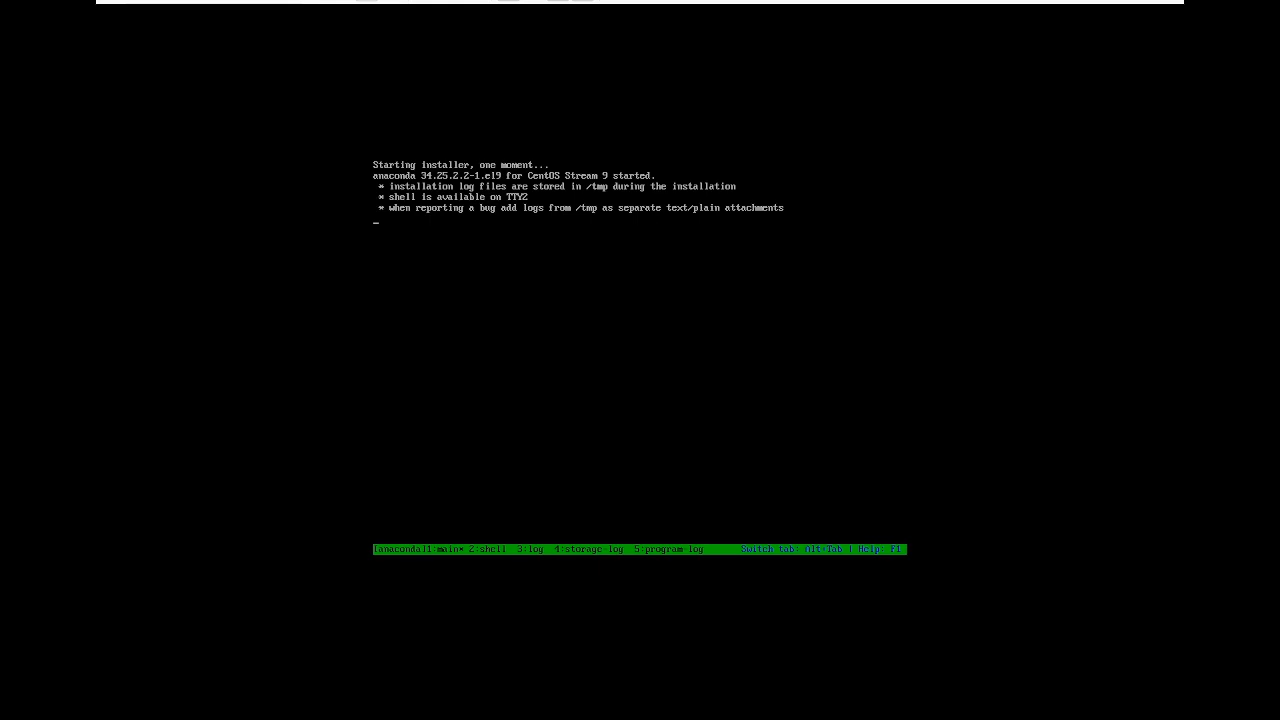 Starting installer, one moment...
anaconda 34.25.2.2-1.el9 for CentOS Stream 9 started.
* installation log files are stored in /tmp during the installation
* shell is available on TTY2
* when reporting a bug add logs from /tmp as separate text/plain attachments
[anaconda]1:main* 2:shell 3:log 4:storage-log 5:program-log Switch tab: Alt+Tab | Help: F1